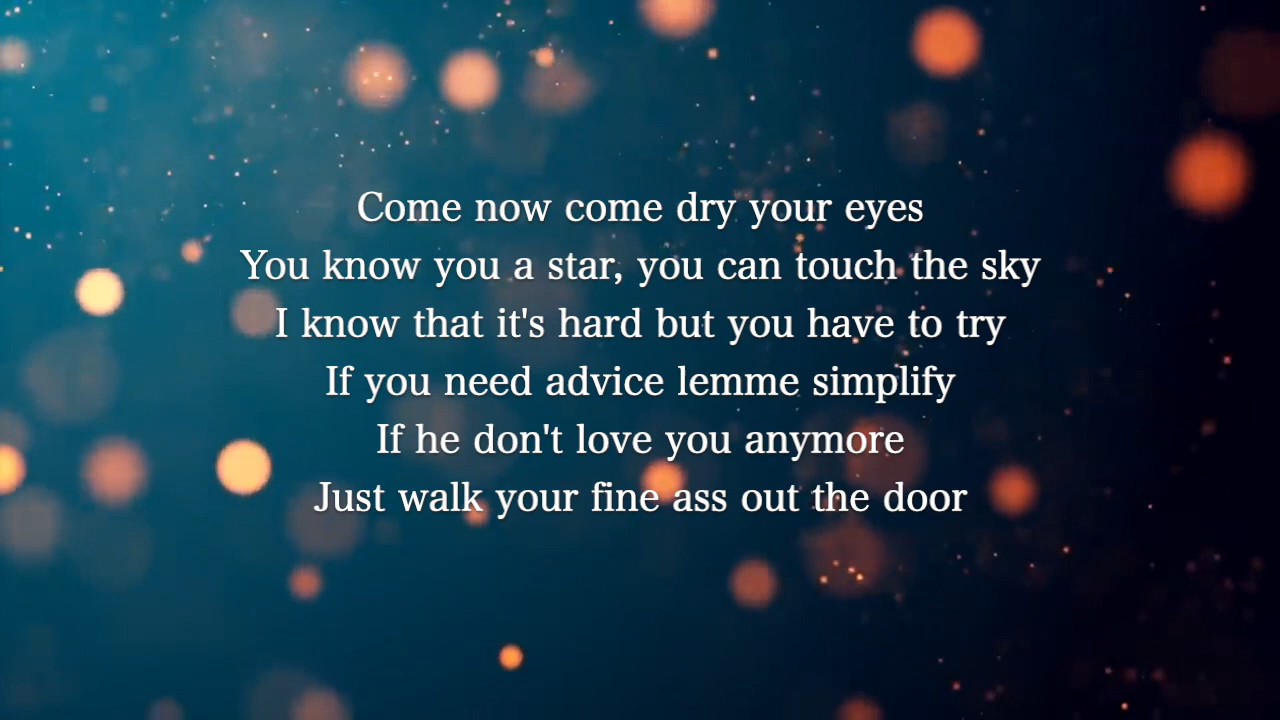 Come now come dry your eyes
You know you a star, you can touch the sky
I know that it's hard but you have to try
If you need advice lemme simplify
If he don't love you anymore
Just walk your fine ass out the door